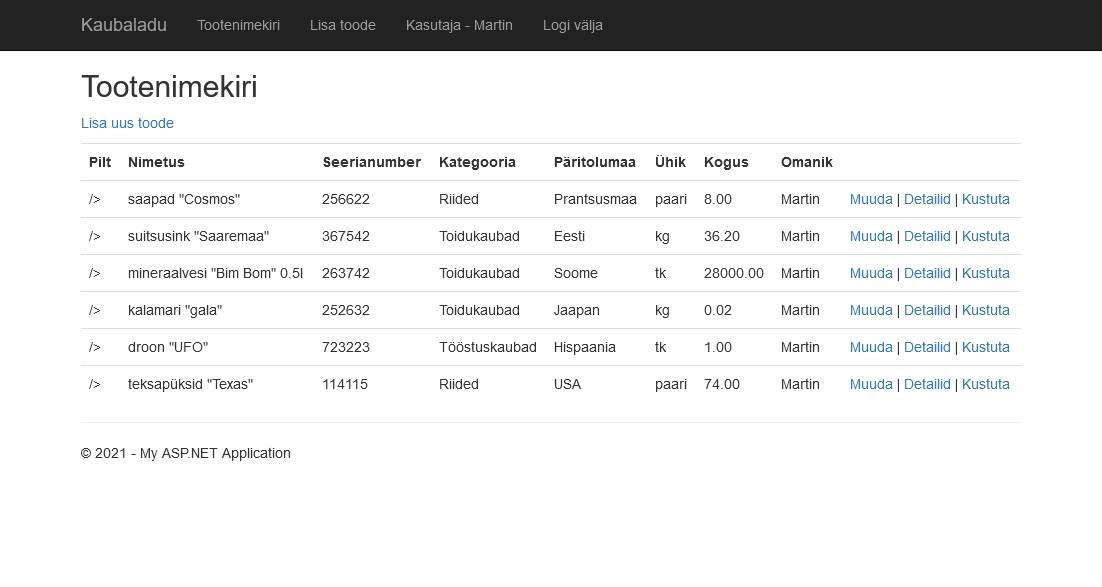 Kaubaladu Tootenimekiri Lisa toode Kasutaja - Martin Logi välja
Tootenimekiri
Lisa uus toode
Pilt Nimetus Seerianumber Kategooria Päritolumaa Ühik Kogus Omanik
/> saapad "Cosmos" 256622 Riided Prantsusmaa paari 8.00 Martin Muuda | Detailid | Kustuta
/> suitsusink "Saaremaa" 367542 Toidukaubad Eesti kg 36.20 Martin Muuda | Detailid | Kustuta
/> mineraalvesi "Bim Bom" 0.5l 263742 Toidukaubad Soome tk 28000.00 Martin Muuda | Detailid | Kustuta
/> kalamari "gala" 252632 Toidukaubad Jaapan kg 0.02 Martin Muuda | Detailid | Kustuta
/> droon "UFO" 723223 Tööstuskaubad Hispaania tk 1.00 Martin Muuda | Detailid | Kustuta
/> teksapüksid "Texas" 114115 Riided USA paari 74.00 Martin Muuda | Detailid | Kustuta
© 2021 - My ASP.NET Application